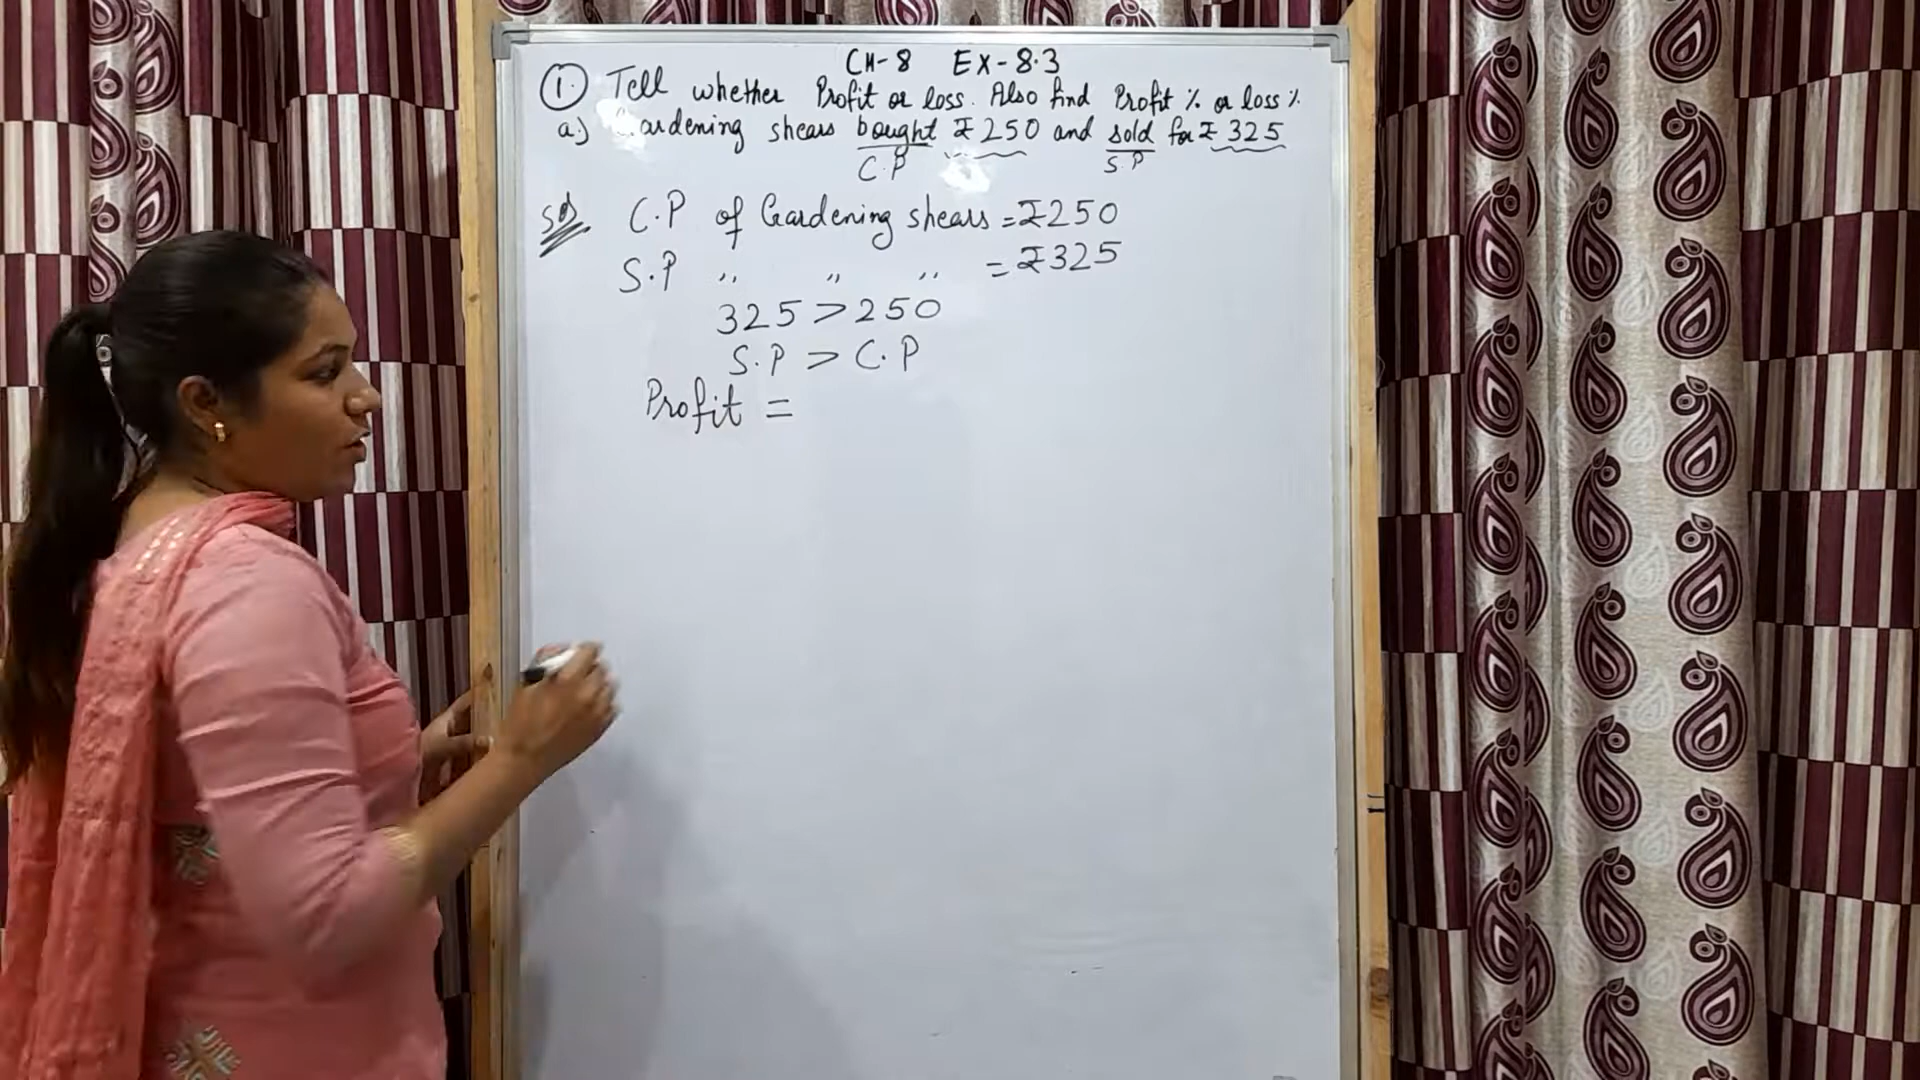 CH-8 EX-8.3
1. Tell whether Profit or loss. Also find Profit % or loss %
a.) Gardening shears bought ₹250 and sold for ₹325
C.P S.P
Sol C.P of Gardening shears = ₹250
S.P ,, ,, ,, = ₹325
325 > 250
S.P > C.P
Profit =